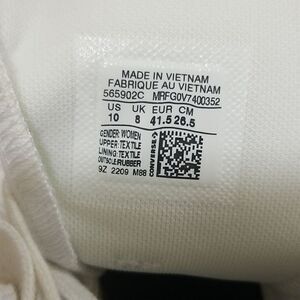 MADE IN VIETNAM
FABRIQUE AU VIETNAM
565902C MRFG0V7400352
US UK EUR CM
10 8 41.5 26.5
GENDER: WOMEN
UPPER: TEXTILE
LINING: TEXTILE
OUTSOLE: RUBBER
9Z 2209 M88
CONVERSE